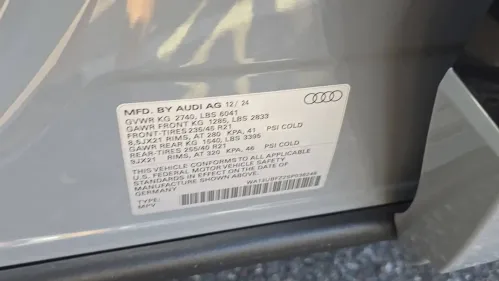 MFD. BY AUDI AG 12/ 24
GVWR KG 2740, LBS 6041
GAWR FRONT KG 1285, LBS 2833
FRONT-TIRES 235/45 R21
8,5JX21 RIMS, AT 280 KPA, 41 PSI COLD
GAWR REAR KG 1540, LBS 3395
REAR-TIRES 255/40 R21
9JX21 RIMS, AT 320 KPA, 46 PSI COLD
THIS VEHICLE CONFORMS TO ALL APPLICABLE
U.S. FEDERAL MOTOR VEHICLE SAFETY
STANDARDS IN EFFECT ON THE DATE OF
MANUFACTURE SHOWN ABOVE.
GERMANY
TYPE:
MPV